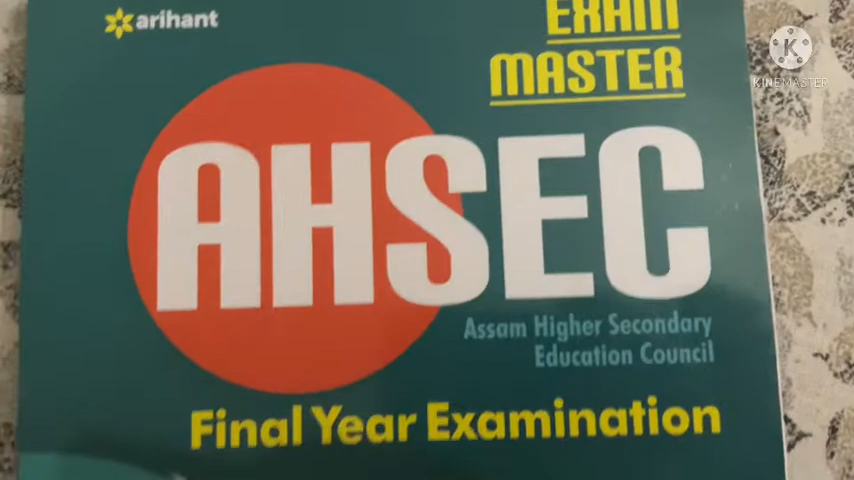 arihant
EXAM
MASTER
K
KINEMASTER
AHSEC
Assam Higher Secondary
Education Council
Final Year Examination